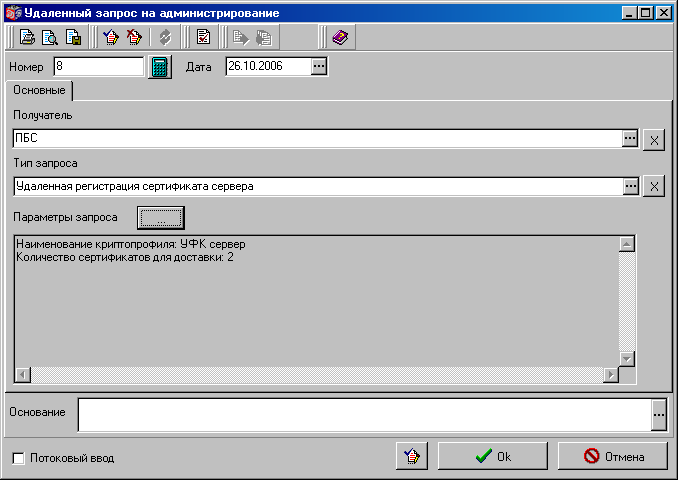 Удаленный запрос на администрирование
Номер 8 Дата 26.10.2006 ...
Основные
Получатель
ПБС ... X
Тип запроса
Удаленная регистрация сертификата сервера ... X
Параметры запроса ...
Наименование криптопрофиля: УФК сервер
Количество сертификатов для доставки: 2
Основание ...
Потоковый ввод Ok Отмена